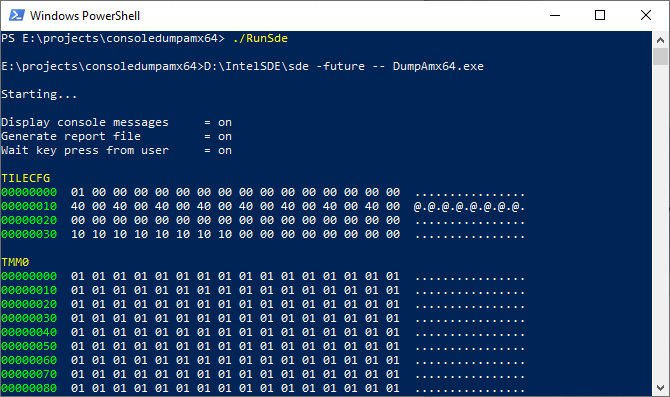 Windows PowerShell
PS E:\projects\consoledumpamx64> ./RunSde
E:\projects\consoledumpamx64>D:\IntelSDE\sde -future -- DumpAmx64.exe
Starting...
Display console messages     = on
Generate report file         = on
Wait key press from user     = on
TILECFG
00000000  01 00 00 00 00 00 00 00 00 00 00 00 00 00 00 00  ................
00000010  40 00 40 00 40 00 40 00 40 00 40 00 40 00 40 00  @.@.@.@.@.@.@.@.
00000020  00 00 00 00 00 00 00 00 00 00 00 00 00 00 00 00  ................
00000030  10 10 10 10 10 10 10 10 00 00 00 00 00 00 00 00  ................
TMM0
00000000  01 01 01 01 01 01 01 01 01 01 01 01 01 01 01 01  ................
00000010  01 01 01 01 01 01 01 01 01 01 01 01 01 01 01 01  ................
00000020  01 01 01 01 01 01 01 01 01 01 01 01 01 01 01 01  ................
00000030  01 01 01 01 01 01 01 01 01 01 01 01 01 01 01 01  ................
00000040  01 01 01 01 01 01 01 01 01 01 01 01 01 01 01 01  ................
00000050  01 01 01 01 01 01 01 01 01 01 01 01 01 01 01 01  ................
00000060  01 01 01 01 01 01 01 01 01 01 01 01 01 01 01 01  ................
00000070  01 01 01 01 01 01 01 01 01 01 01 01 01 01 01 01  ................
00000080  01 01 01 01 01 01 01 01 01 01 01 01 01 01 01 01  ................